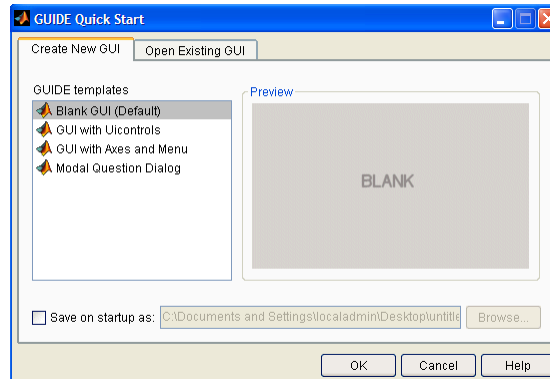 GUIDE Quick Start
Create New GUI
Open Existing GUI
GUIDE templates
Preview
Blank GUI (Default)
GUI with Uicontrols
GUI with Axes and Menu
Modal Question Dialog
BLANK
Save on startup as:
C:\Documents and Settings\localadmin\Desktop\untitle
Browse...
OK
Cancel
Help